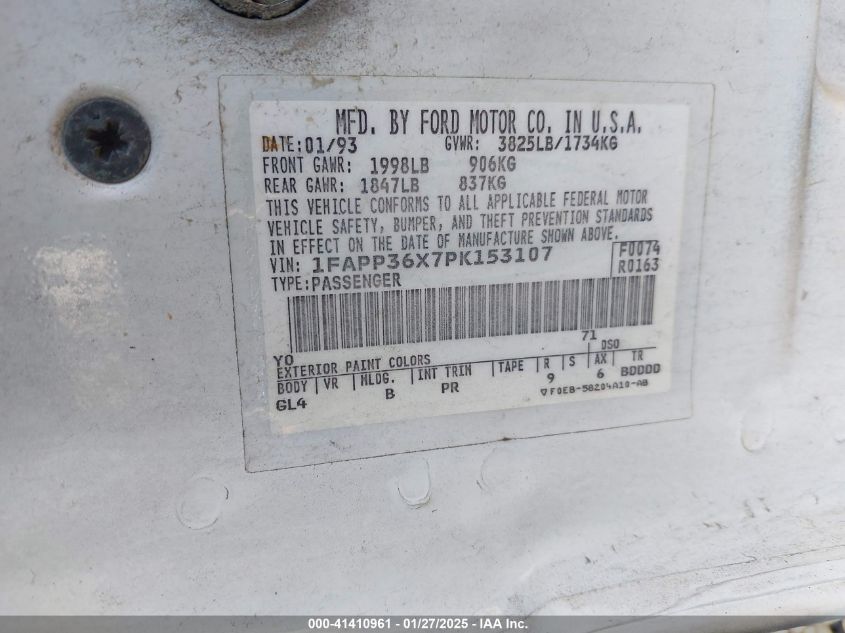 MFD. BY FORD MOTOR CO. IN U.S.A.
DATE: 01/93 GVWR: 3825LB/1734KG
FRONT GAWR: 1998LB 906KG
REAR GAWR: 1847LB 837KG
THIS VEHICLE CONFORMS TO ALL APPLICABLE FEDERAL MOTOR
VEHICLE SAFETY, BUMPER, AND THEFT PREVENTION STANDARDS
IN EFFECT ON THE DATE OF MANUFACTURE SHOWN ABOVE.
VIN: 1FAPP36X7PK153107 F0074
TYPE: PASSENGER R0163
YO 71
EXTERIOR PAINT COLORS DSO
BODY VR MLDG. INT TRIM TAPE R S AX TR
GL4 B PR 9 6 BDDDD
▽F0EB-58204A10-AB
000-41410961 - 01/27/2025 - IAA Inc.